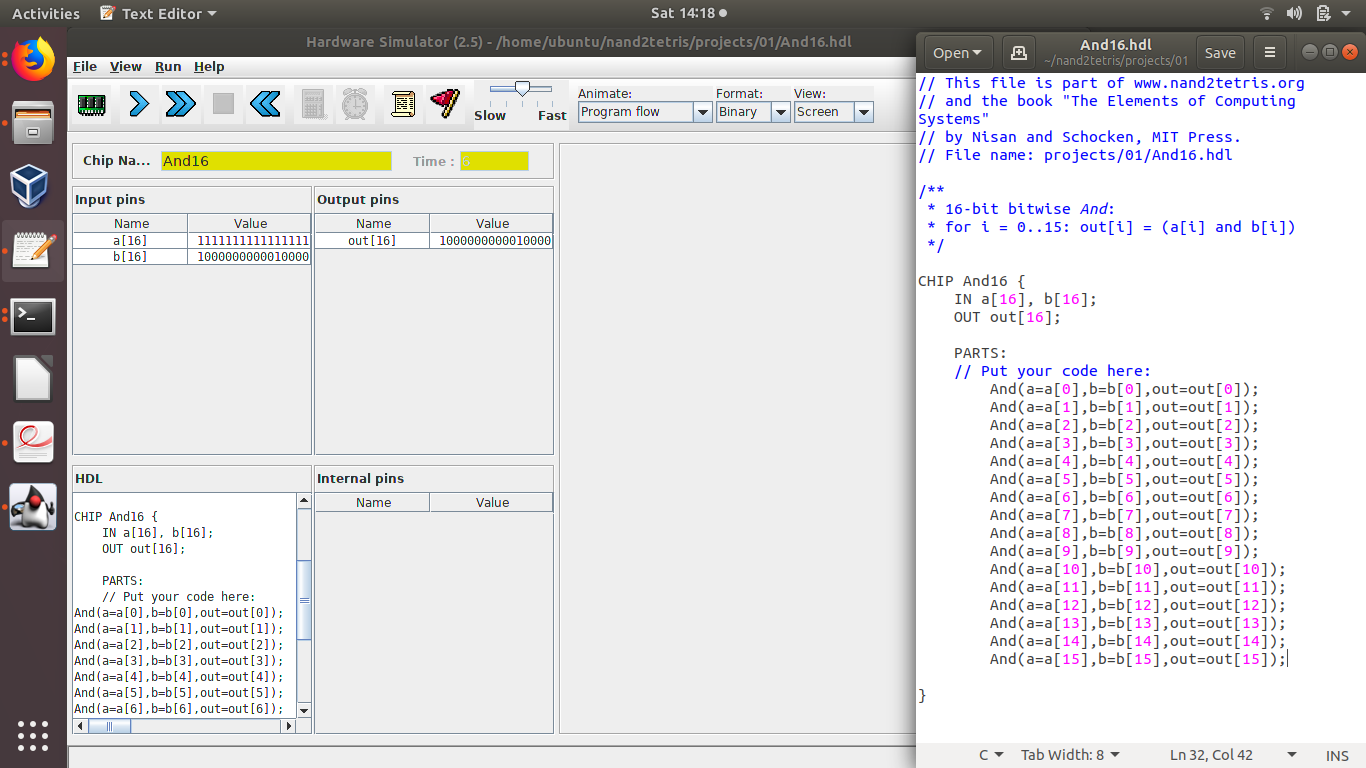 Activities Text Editor Sat 14:18
Hardware Simulator (2.5) - /home/ubuntu/nand2tetris/projects/01/And16.hdl
File View Run Help
Slow Fast
Animate: Format: View:
Program flow Binary Screen
Chip Na... And16 Time : 5
Input pins
Name Value
a[16] 1111111111111111
b[16] 1000000000010000
Output pins
Name Value
out[16] 1000000000010000
HDL
CHIP And16 {
IN a[16], b[16];
OUT out[16];
PARTS:
// Put your code here:
And(a=a[0],b=b[0],out=out[0]);
And(a=a[1],b=b[1],out=out[1]);
And(a=a[2],b=b[2],out=out[2]);
And(a=a[3],b=b[3],out=out[3]);
And(a=a[4],b=b[4],out=out[4]);
And(a=a[5],b=b[5],out=out[5]);
And(a=a[6],b=b[6],out=out[6]);
Internal pins
Name Value
Open And16.hdl Save
~/nand2tetris/projects/01
// This file is part of www.nand2tetris.org
// and the book "The Elements of Computing
Systems"
// by Nisan and Schocken, MIT Press.
// File name: projects/01/And16.hdl
/**
* 16-bit bitwise And:
* for i = 0..15: out[i] = (a[i] and b[i])
*/
CHIP And16 {
IN a[16], b[16];
OUT out[16];
PARTS:
// Put your code here:
And(a=a[0],b=b[0],out=out[0]);
And(a=a[1],b=b[1],out=out[1]);
And(a=a[2],b=b[2],out=out[2]);
And(a=a[3],b=b[3],out=out[3]);
And(a=a[4],b=b[4],out=out[4]);
And(a=a[5],b=b[5],out=out[5]);
And(a=a[6],b=b[6],out=out[6]);
And(a=a[7],b=b[7],out=out[7]);
And(a=a[8],b=b[8],out=out[8]);
And(a=a[9],b=b[9],out=out[9]);
And(a=a[10],b=b[10],out=out[10]);
And(a=a[11],b=b[11],out=out[11]);
And(a=a[12],b=b[12],out=out[12]);
And(a=a[13],b=b[13],out=out[13]);
And(a=a[14],b=b[14],out=out[14]);
And(a=a[15],b=b[15],out=out[15]);
}
C Tab Width: 8 Ln 32, Col 42 INS